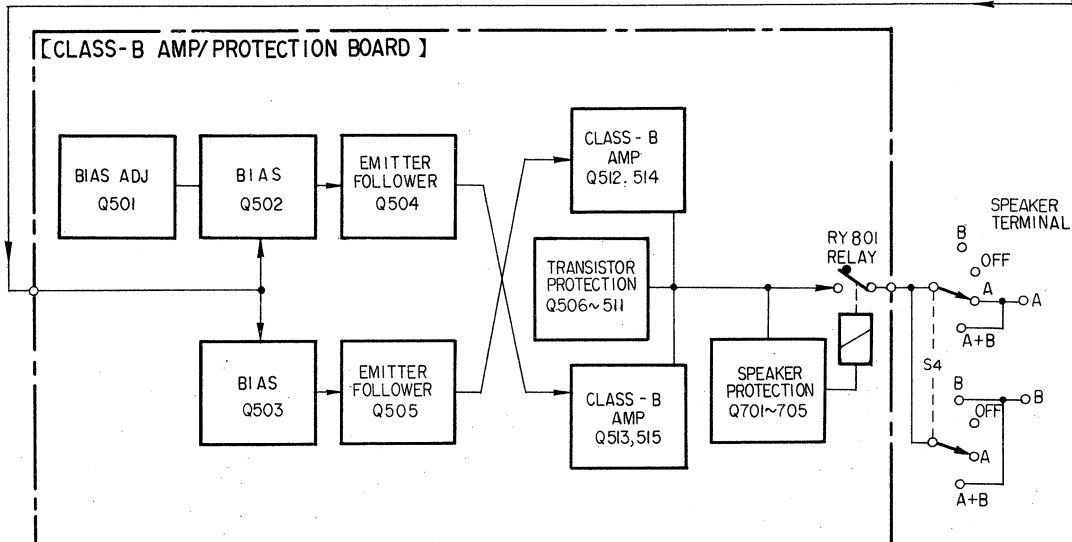 [CLASS-B AMP/PROTECTION BOARD]
BIAS ADJ
Q501
BIAS
Q502
EMITTER
FOLLOWER
Q504
CLASS-B
AMP
Q512, 514
TRANSISTOR
PROTECTION
Q506~511
BIAS
Q503
EMITTER
FOLLOWER
Q505
CLASS-B
AMP
Q513,515
SPEAKER
PROTECTION
Q701~705
RY801
RELAY
SPEAKER
TERMINAL
B
OFF
A
A
A+B
S4
B
B
OFF
A
A+B